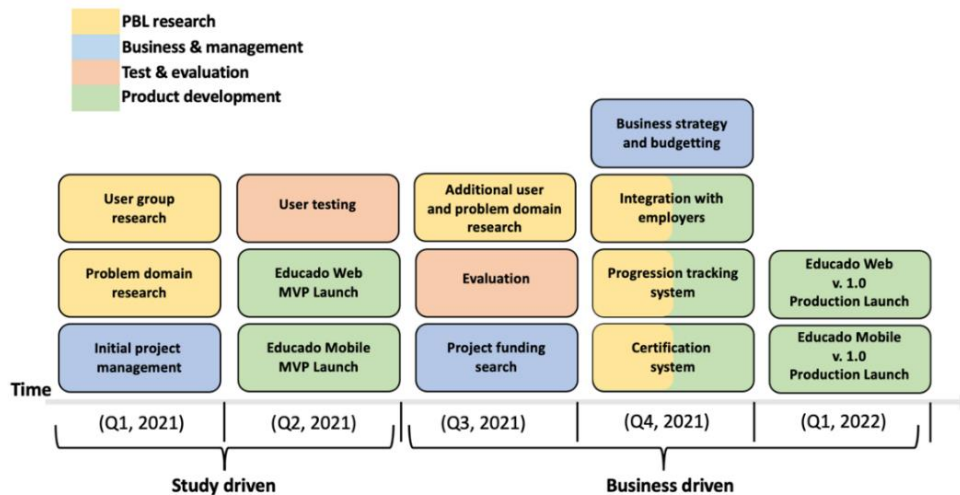 PBL research
Business & management
Test & evaluation
Product development
Business strategy
and budgetting
User group
research
User testing
Additional user
and problem domain
research
Integration with
employers
Problem domain
research
Educado Web
MVP Launch
Evaluation
Progression tracking
system
Educado Web
v. 1.0
Production Launch
Initial project
management
Educado Mobile
MVP Launch
Project funding
search
Certification
system
Educado Mobile
v. 1.0
Production Launch
Time
(Q1, 2021)
(Q2, 2021)
(Q3, 2021)
(Q4, 2021)
(Q1, 2022)
Study driven
Business driven